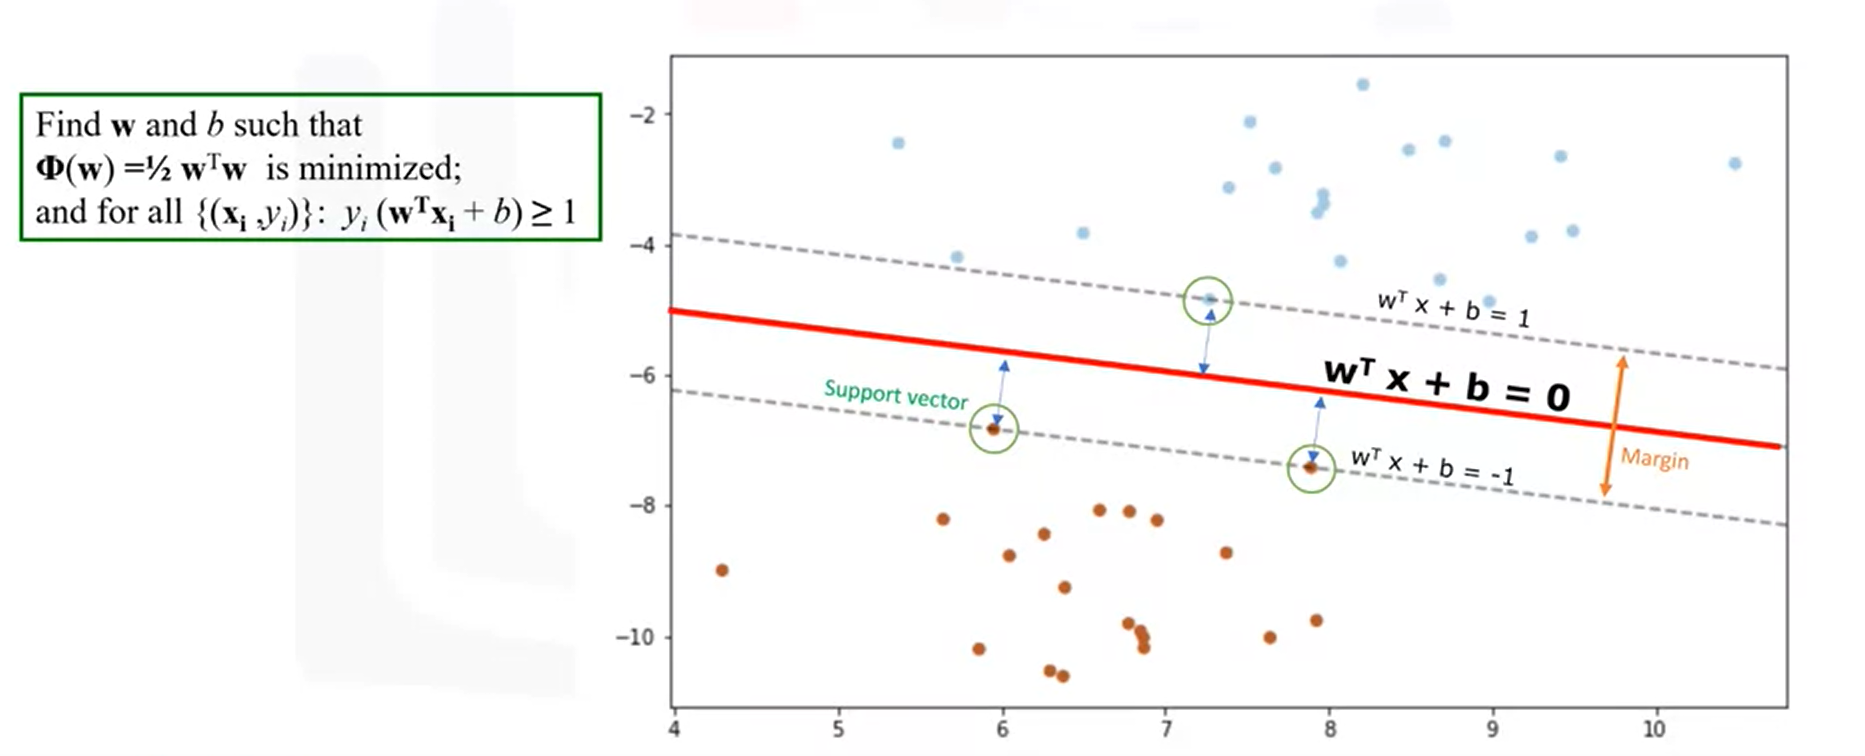 Find w and b such that
Φ(w) =½ wᵀw is minimized;
and for all {(xᵢ ,yᵢ)}: yᵢ (wᵀxᵢ + b) ≥ 1
−2
−4
−6
−8
−10
wᵀ x + b = 1
wᵀ x + b = 0
Support vector
wᵀ x + b = -1
Margin
4 5 6 7 8 9 10